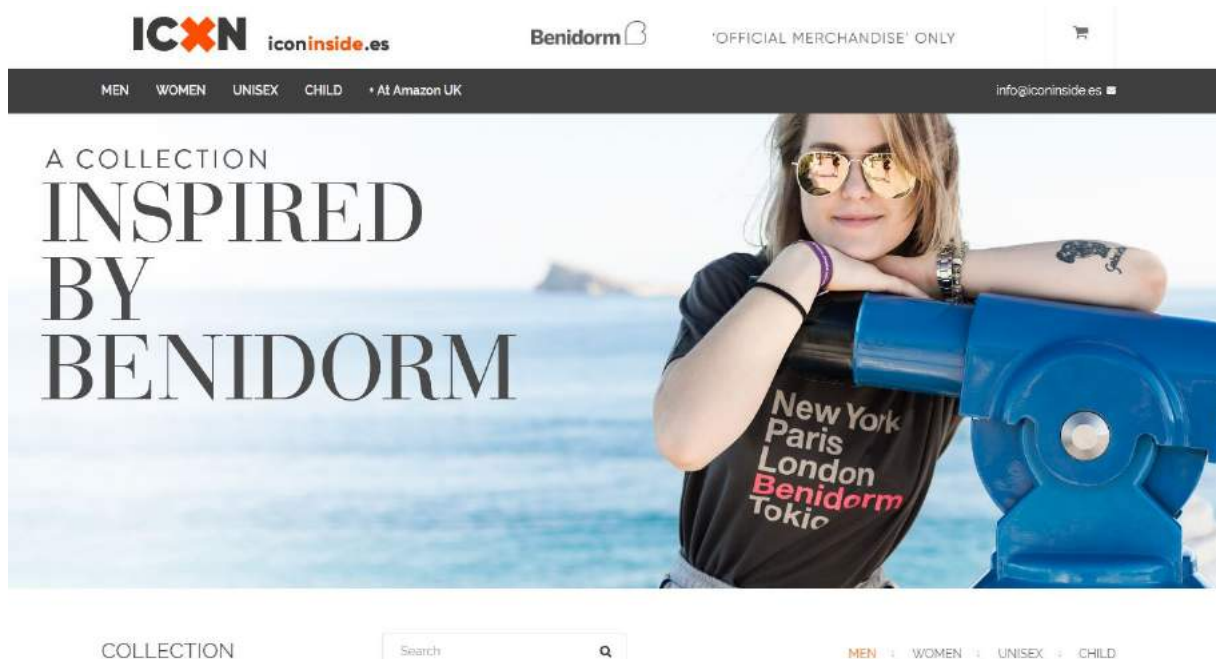 ICXN iconinside.es
Benidorm B
'OFFICIAL MERCHANDISE' ONLY
MEN WOMEN UNISEX CHILD + At Amazon UK
info@iconinside.es
A COLLECTION
INSPIRED
BY
BENIDORM
New York
Paris
London
Benidorm
Tokio
COLLECTION
Search
MEN : WOMEN : UNISEX : CHILD